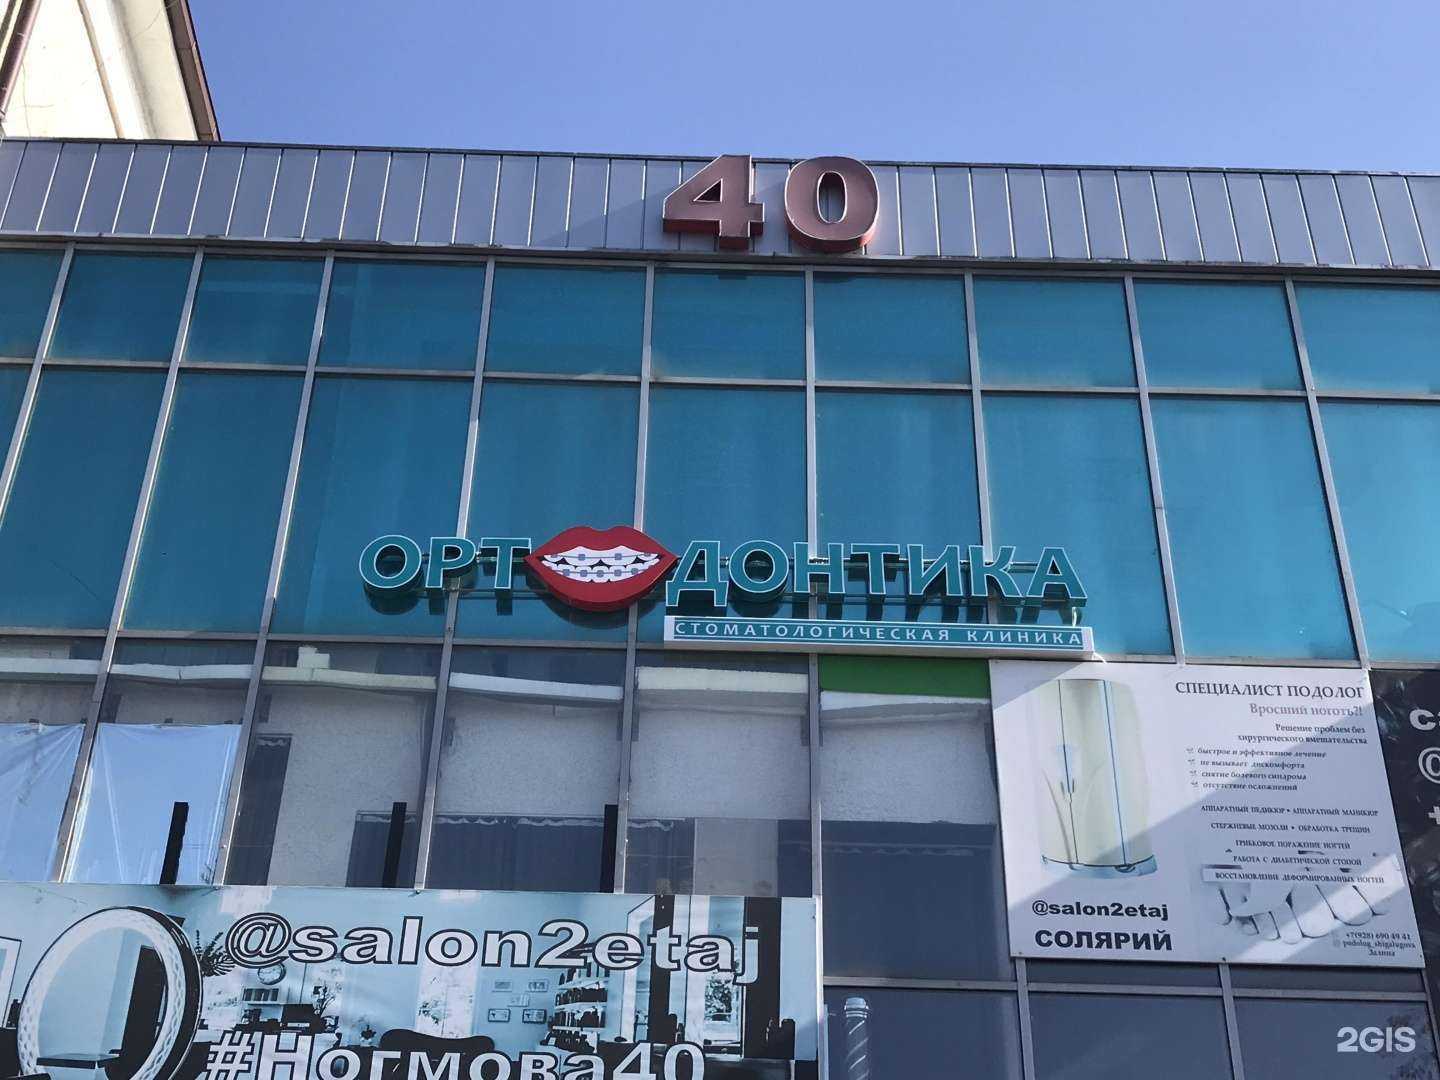 40
ОРТ ДОНТИКА
СТОМАТОЛОГИЧЕСКАЯ КЛИНИКА
СПЕЦИАЛИСТ ПОДОЛОГ
Вросший ноготь?!
Решение проблем без
хирургического вмешательства
быстрое и эффективное лечение
не вызывает дискомфорта
снятие болевого синдрома
отсутствие осложнений
АППАРАТНЫЙ ПЕДИКЮР • АППАРАТНЫЙ МАНИКЮР
СТЕРЖНЕВЫЕ МОЗОЛИ • ОБРАБОТКА ТРЕЩИН
ГРИБКОВОЕ ПОРАЖЕНИЕ НОГТЕЙ
РАБОТА С ДИАБЕТИЧЕСКОЙ СТОПОЙ
ВОССТАНОВЛЕНИЕ ДЕФОРМИРОВАННЫХ НОГТЕЙ
@salon2etaj
СОЛЯРИЙ
+7(928) 690 49 41
podolog_shigalugova
Залина
@salon2etaj
#Ногмова40
2GIS